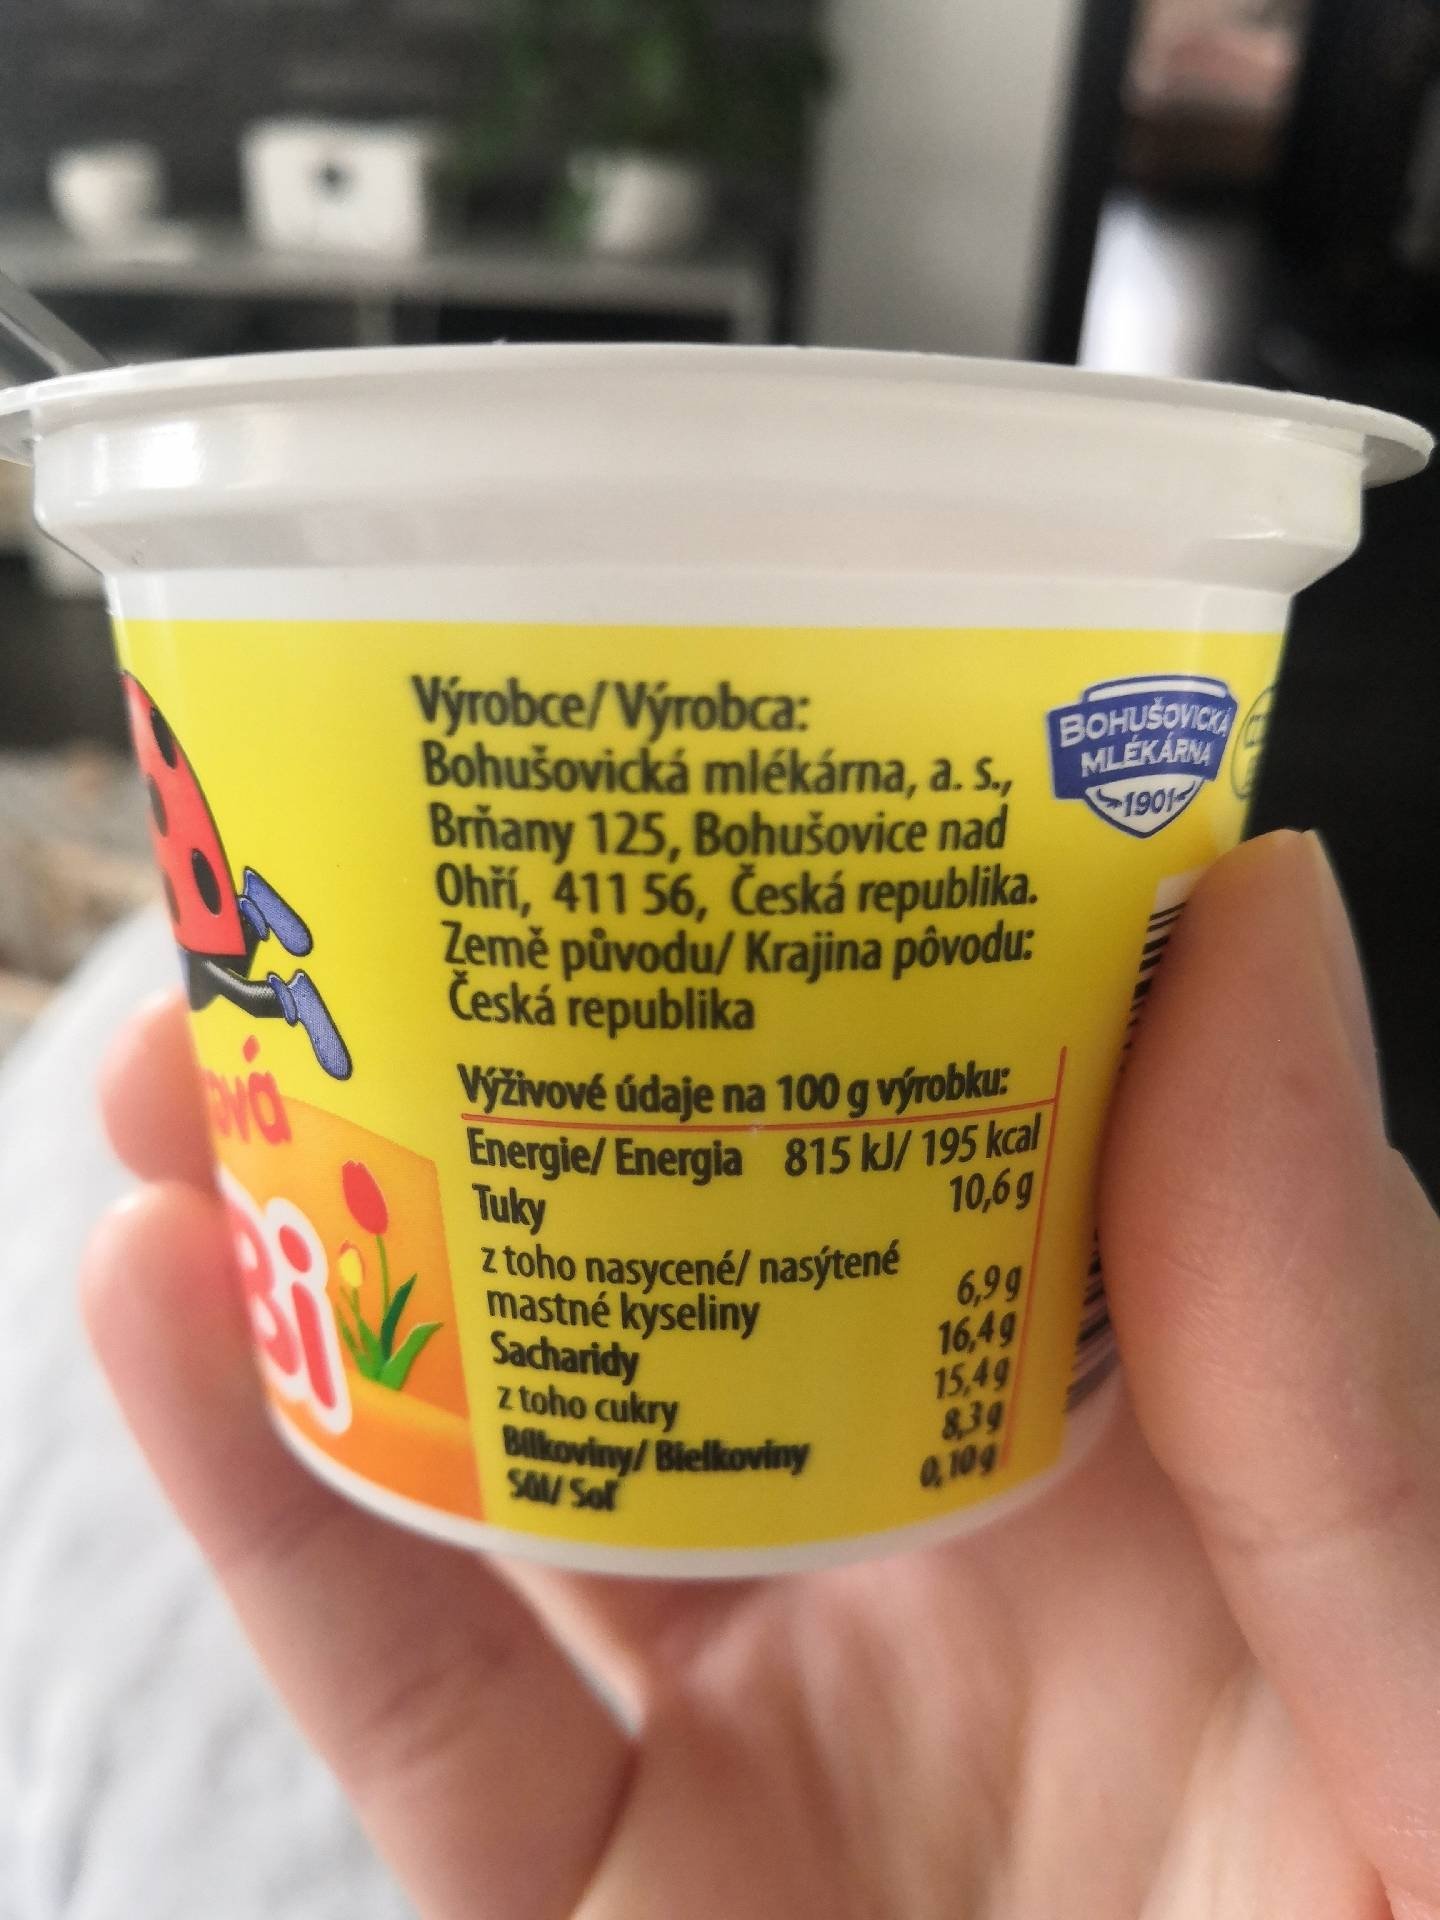 Výrobce/ Výrobca:
Bohušovická mlékárna, a. s.,
Brňany 125, Bohušovice nad
Ohří, 411 56, Česká republika.
Země původu/ Krajina pôvodu:
Česká republika
BOHUŠOVICKÁ
MLÉKÁRNA
1901
Výživové údaje na 100 g výrobku:
Energie/ Energia 815 kJ/ 195 kcal
Tuky 10,6 g
z toho nasycené/ nasýtené
mastné kyseliny 6,9 g
Sacharidy 16,4 g
z toho cukry 15,4 g
Bílkoviny/ Bielkoviny 8,3 g
Sůl/ Soľ 0,10 g
Bi